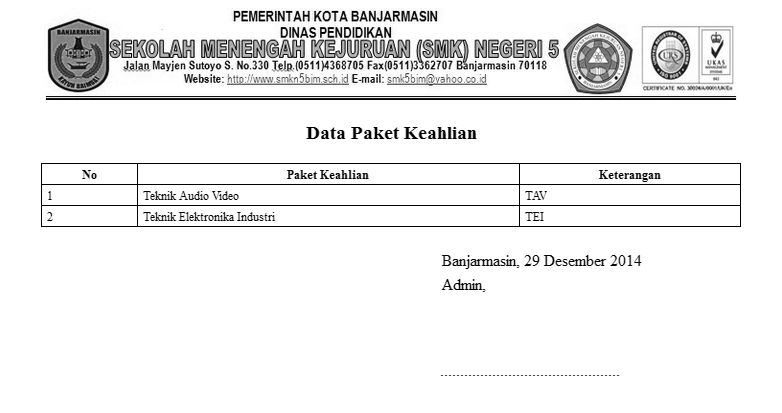 PEMERINTAH KOTA BANJARMASIN
DINAS PENDIDIKAN
SEKOLAH MENENGAH KEJURUAN (SMK) NEGERI 5
Jalan Mayjen Sutoyo S. No.330 Telp.(0511)4368705 Fax(0511)3362707 Banjarmasin 70118
Website: http://www.smkn5bjm.sch.id E-mail: smk5bjm@yahoo.co.id
BANJARMASIN
KAYUH BAIMBAI
URS
UKAS
Data Paket Keahlian
No Paket Keahlian Keterangan
1 Teknik Audio Video TAV
2 Teknik Elektronika Industri TEI
Banjarmasin, 29 Desember 2014
Admin,